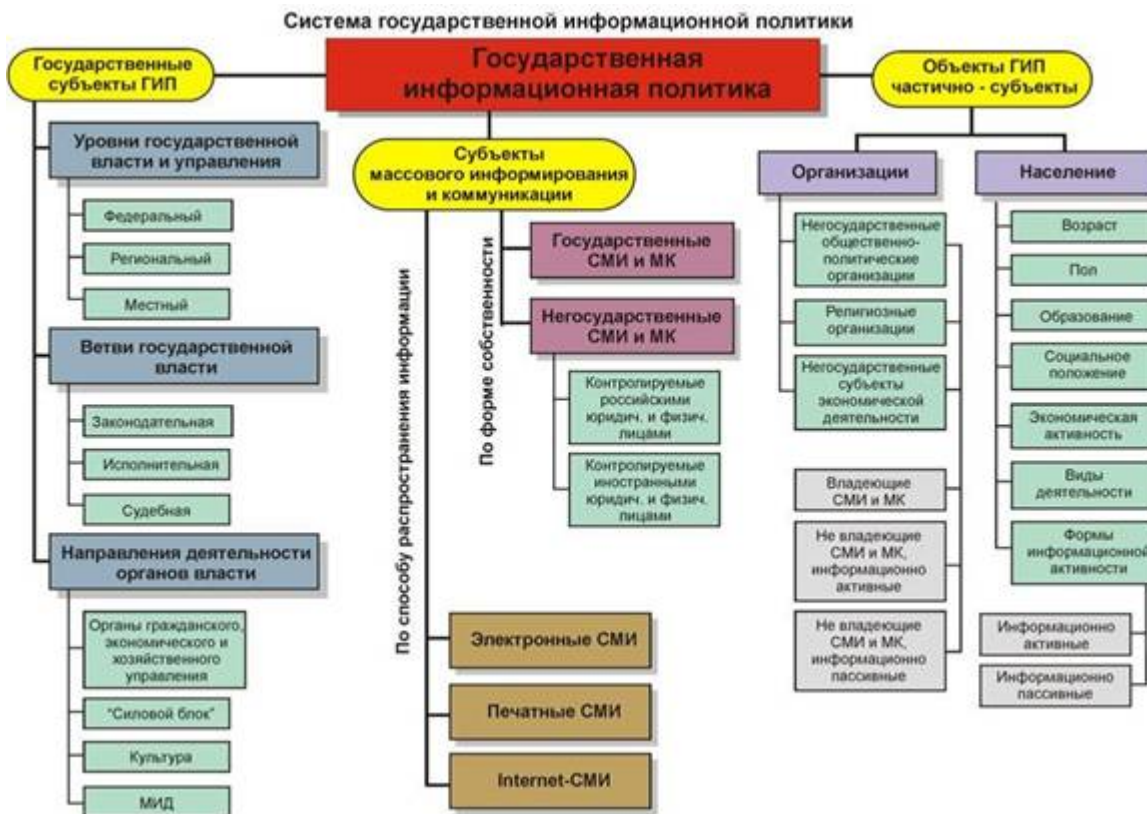 Система государственной информационной политики
Государственная
информационная политика
Государственные
субъекты ГИП
Уровни государственной
власти и управления
Федеральный
Региональный
Местный
Ветви государственной
власти
Законодательная
Исполнительная
Судебная
Направления деятельности
органов власти
Органы гражданского,
экономического и
хозяйственного
управления
"Силовой блок"
Культура
МИД
Субъекты
массового информирования
и коммуникации
По способу распространения информации
По форме собственности
Государственные
СМИ и МК
Негосударственные
СМИ и МК
Контролируемые
российскими
юридич. и физич.
лицами
Контролируемые
иностранными
юридич. и физич.
лицами
Электронные СМИ
Печатные СМИ
Internet-СМИ
Объекты ГИП
частично - субъекты
Организации
Негосударственные
общественно-
политические
организации
Религиозные
организации
Негосударственные
субъекты
экономической
деятельности
Владеющие
СМИ и МК
Не владеющие
СМИ и МК,
информационно
активные
Не владеющие
СМИ и МК,
информационно
пассивные
Население
Возраст
Пол
Образование
Социальное
положение
Экономическая
активность
Виды
деятельности
Формы
информационной
активности
Информационно
активные
Информационно
пассивные